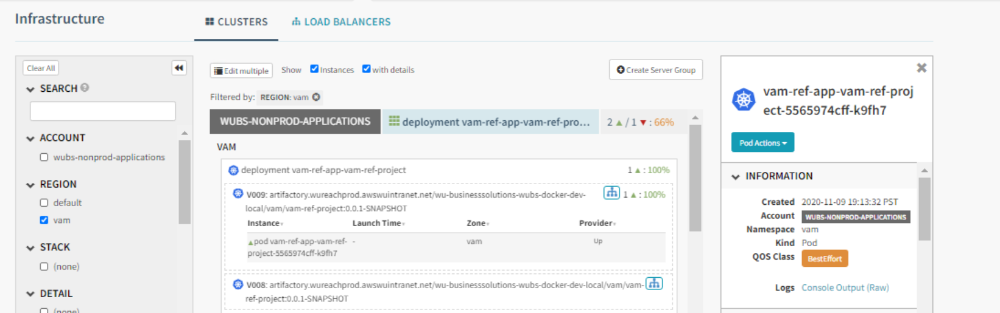 Infrastructure
CLUSTERS
LOAD BALANCERS
Clear All
SEARCH
ACCOUNT
wubs-nonprod-applications
REGION
default
vam
STACK
(none)
DETAIL
(none)
Edit multiple
Show
Instances
with details
Create Server Group
Filtered by: REGION: vam
WUBS-NONPROD-APPLICATIONS
deployment vam-ref-app-vam-ref-pro...
2 ▲ / 1 ▼ : 66%
VAM
deployment vam-ref-app-vam-ref-project
1 ▲ : 100%
V009: artifactory.wureachprod.awswuintranet.net/wu-businesssolutions-wubs-docker-dev-
local/vam/vam-ref-project:0.0.1-SNAPSHOT
1 ▲ : 100%
Instance Launch Time Zone Provider
▲ pod vam-ref-app-vam-ref- - vam Up
project-5565974cff-k9fh7
V008: artifactory.wureachprod.awswuintranet.net/wu-businesssolutions-wubs-docker-dev-local/vam/vam-
ref-project:0.0.1-SNAPSHOT
vam-ref-app-vam-ref-proj
ect-5565974cff-k9fh7
Pod Actions
INFORMATION
Created 2020-11-09 19:13:32 PST
Account WUBS-NONPROD-APPLICATIONS
Namespace vam
Kind Pod
QOS Class BestEffort
Logs Console Output (Raw)